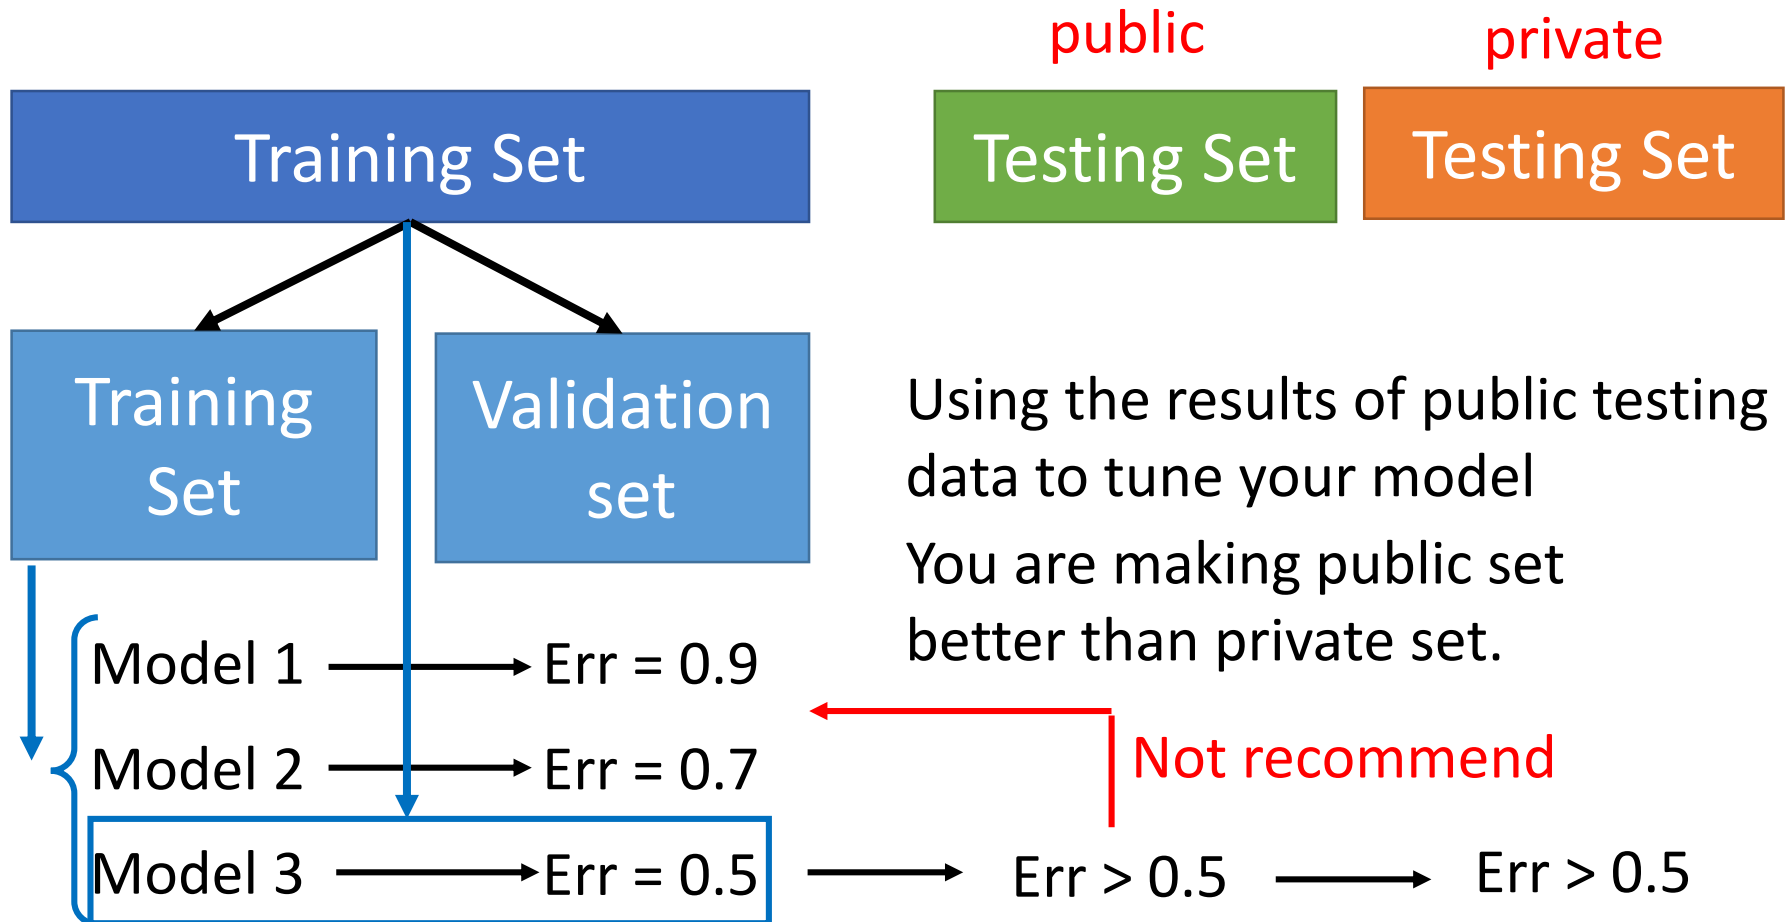 public
private
Training Set
Testing Set
Testing Set
Training
Set
Validation
set
Using the results of public testing
data to tune your model
You are making public set
better than private set.
Model 1
Err = 0.9
Model 2
Err = 0.7
Not recommend
Model 3
Err = 0.5
Err > 0.5
Err > 0.5